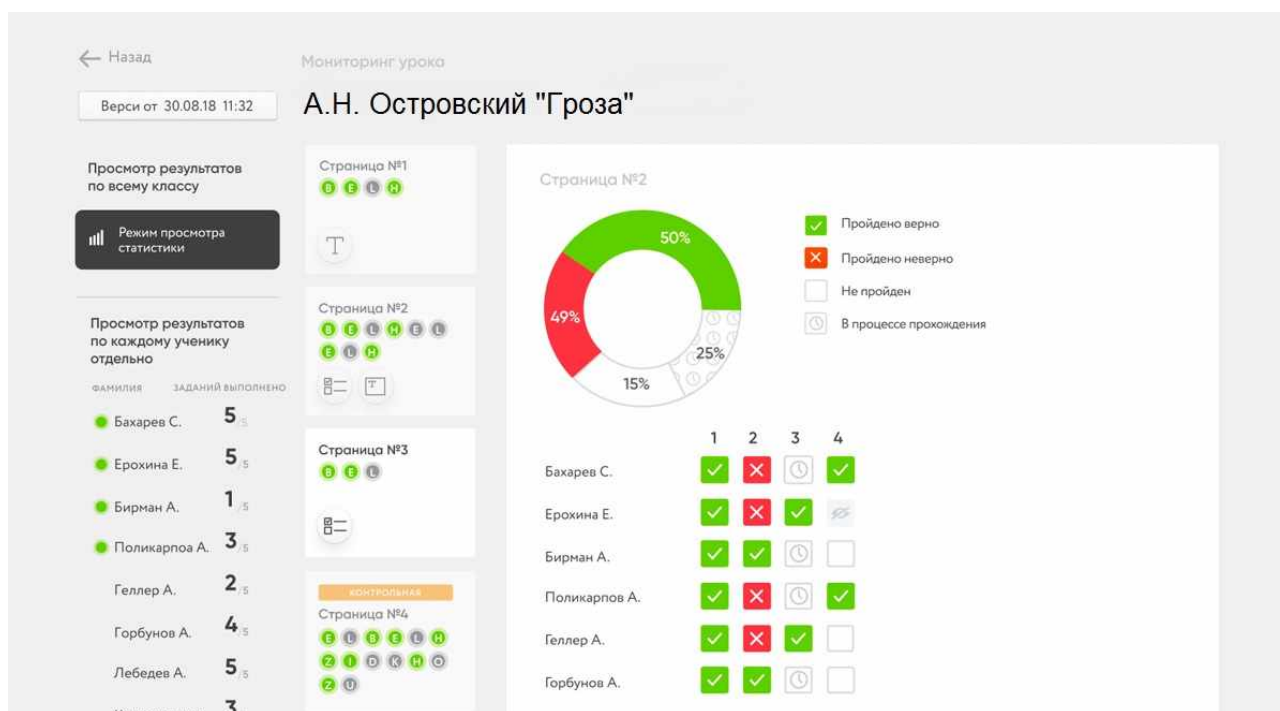 Назад
Мониторинг урока
Верси от 30.08.18 11:32
А.Н. Островский "Гроза"
Просмотр результатов
по всему классу
Режим просмотра
статистики
Просмотр результатов
по каждому ученику
отдельно
ФАМИЛИЯ ЗАДАНИЙ ВЫПОЛНЕНО
Бахарев С. 5/5
Ерохина Е. 5/5
Бирман А. 1/5
Поликарпоа А. 3/5
Геллер А. 2/5
Горбунов А. 4/5
Лебедев А. 5/5
3
Страница №1
B E L H
T
Страница №2
B E L H E L
E L H
T
Страница №3
B E L
КОНТРОЛЬНАЯ
Страница №4
E L B E L H
Z I D K H O
Z U
Страница №2
50%
49%
25%
15%
Пройдено верно
Пройдено неверно
Не пройден
В процессе прохождения
1 2 3 4
Бахарев С.
Ерохина Е.
Бирман А.
Поликарпов А.
Геллер А.
Горбунов А.